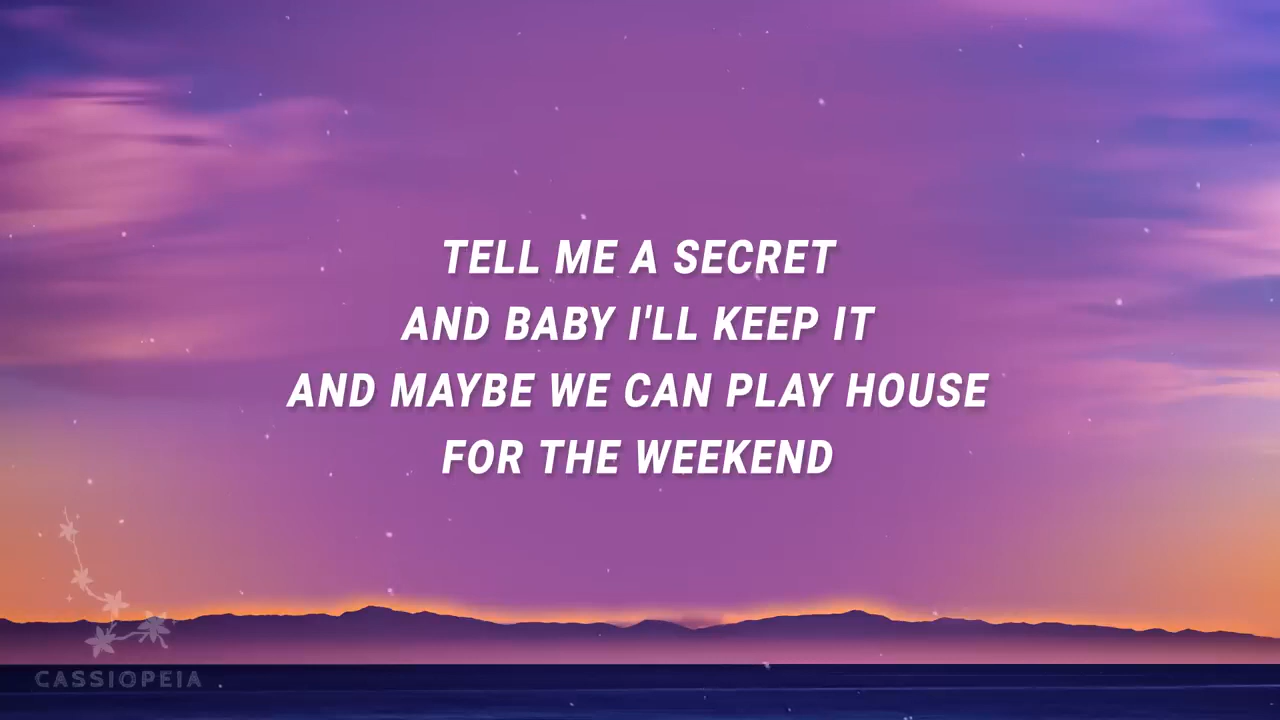 TELL ME A SECRET
AND BABY I'LL KEEP IT
AND MAYBE WE CAN PLAY HOUSE
FOR THE WEEKEND
CASSIOPEIA